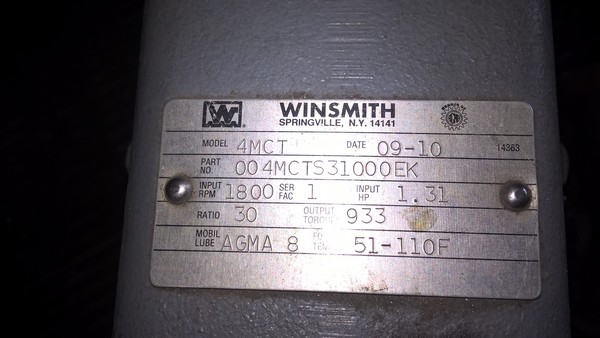 W WINSMITH
SPRINGVILLE, N.Y. 14141
MODEL 4MCT DATE 09-10 14363
PART NO. 004MCTS31000EK
INPUT RPM 1800 SER FAC 1 INPUT HP 1.31
RATIO 30 OUTPUT TORQUE 933
MOBIL LUBE AGMA 8 51-110F